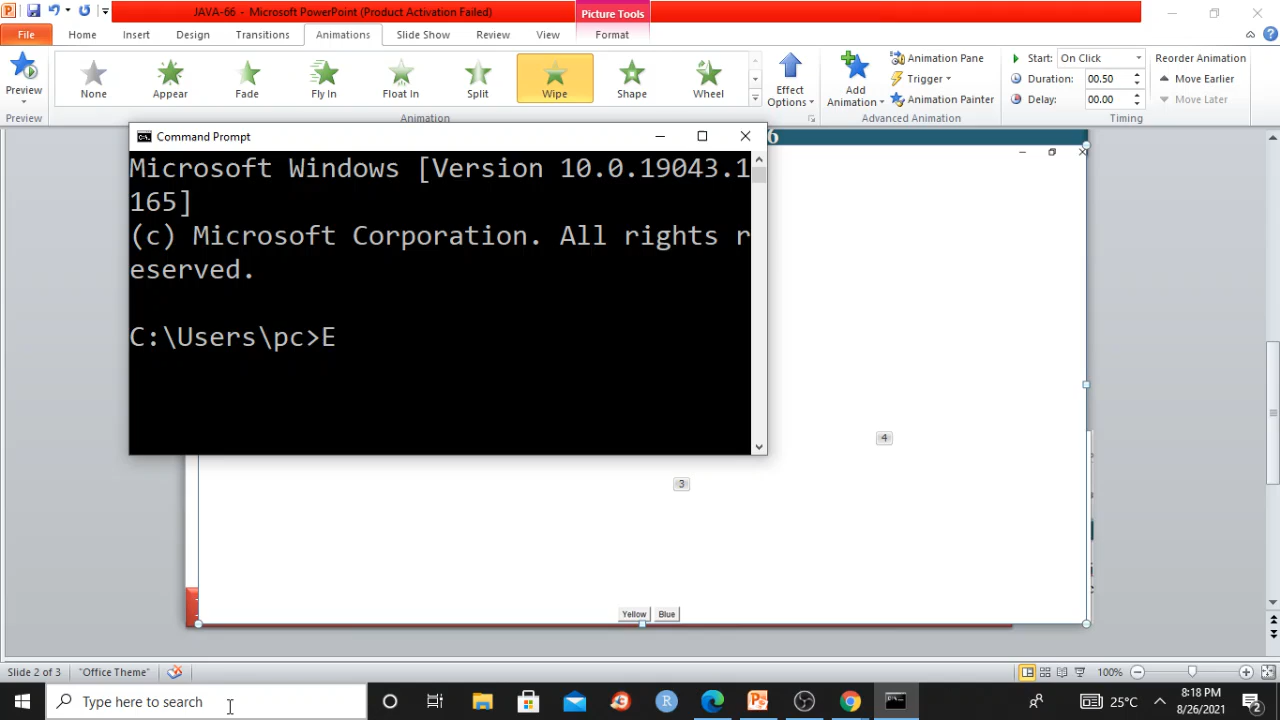 JAVA-66 - Microsoft PowerPoint (Product Activation Failed)
Picture Tools
File Home Insert Design Transitions Animations Slide Show Review View Format
Preview
None Appear Fade Fly In Float In Split Wipe Shape Wheel
Effect Options
Add Animation
Animation Pane
Trigger
Animation Painter
Start: On Click
Duration: 00.50
Delay: 00.00
Reorder Animation
Move Earlier
Move Later
Preview Animation Advanced Animation Timing
6
Command Prompt
Microsoft Windows [Version 10.0.19043.1
165]
(c) Microsoft Corporation. All rights r
eserved.
C:\Users\pc>E
4
3
Yellow Blue
Slide 2 of 3 "Office Theme" 100%
Type here to search
25°C
8:18 PM
8/26/2021
2